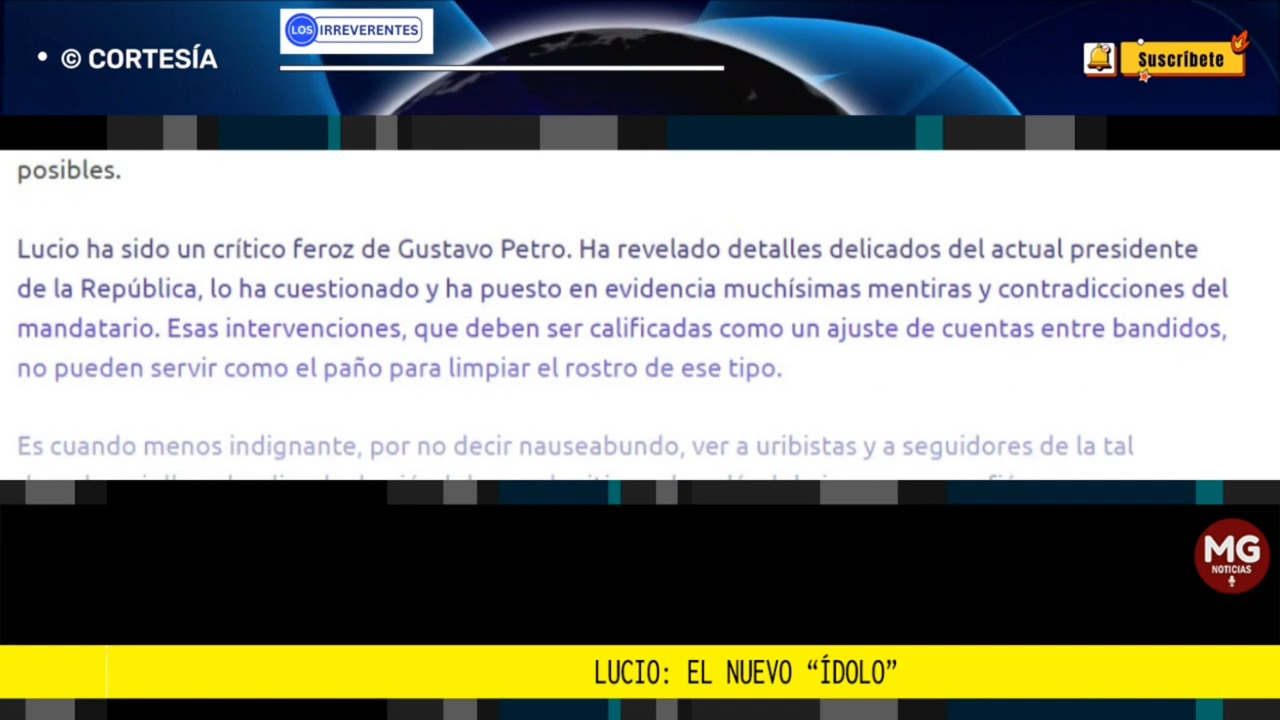 • © CORTESÍA
LOS IRREVERENTES
Suscríbete
posibles.
Lucio ha sido un crítico feroz de Gustavo Petro. Ha revelado detalles delicados del actual presidente
de la República, lo ha cuestionado y ha puesto en evidencia muchísimas mentiras y contradicciones del
mandatario. Esas intervenciones, que deben ser calificadas como un ajuste de cuentas entre bandidos,
no pueden servir como el paño para limpiar el rostro de ese tipo.
Es cuando menos indignante, por no decir nauseabundo, ver a uribistas y a seguidores de la tal
MG
NOTICIAS
LUCIO: EL NUEVO “ÍDOLO”